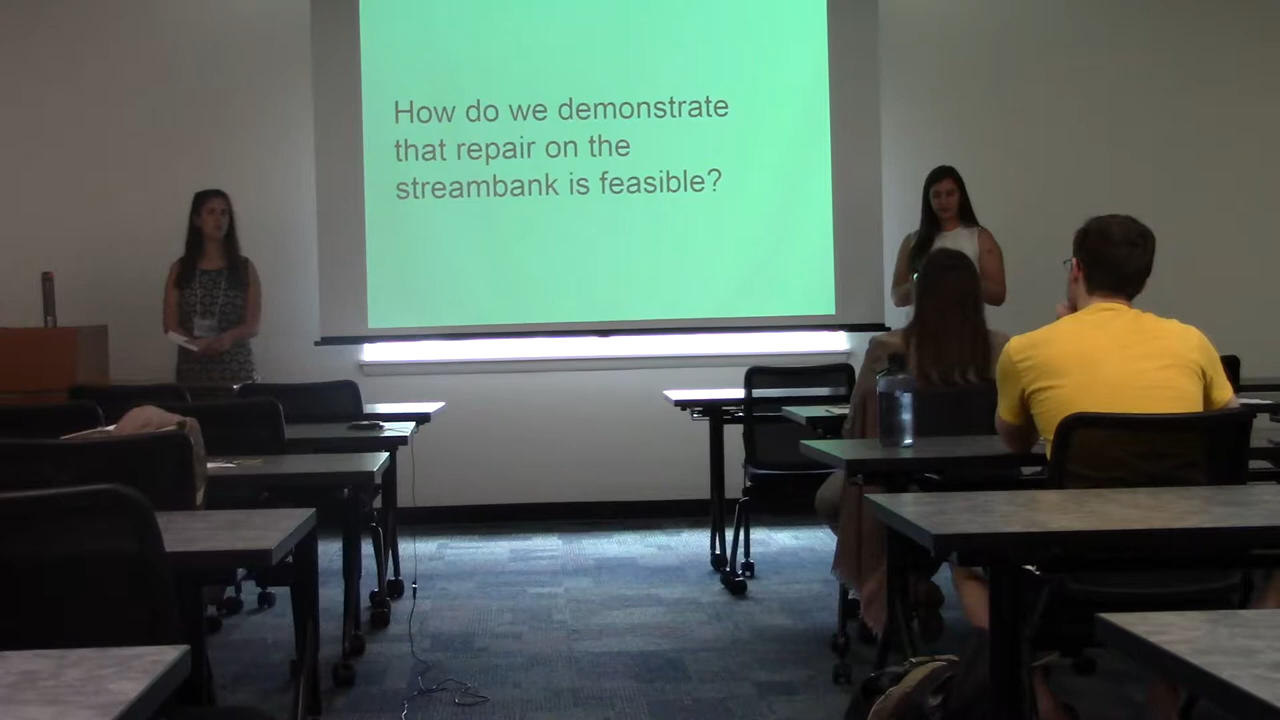 How do we demonstrate
that repair on the
streambank is feasible?